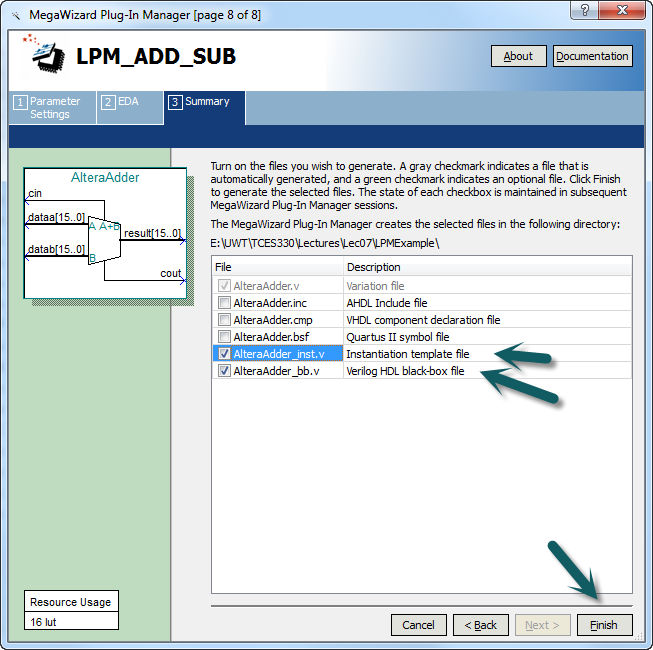 MegaWizard Plug-In Manager [page 8 of 8]
?
LPM_ADD_SUB
About
Documentation
1 Parameter Settings
2 EDA
3 Summary
AlteraAdder
cin
dataa[15..0]
A A+B
result[15..0]
datab[15..0]
B
cout
Resource Usage
16 lut
Turn on the files you wish to generate. A gray checkmark indicates a file that is
automatically generated, and a green checkmark indicates an optional file. Click Finish
to generate the selected files. The state of each checkbox is maintained in subsequent
MegaWizard Plug-In Manager sessions.
The MegaWizard Plug-In Manager creates the selected files in the following directory:
E:\UWT\TCES330\Lectures\Lec07\LPMExample\
File Description
AlteraAdder.v Variation file
AlteraAdder.inc AHDL Include file
AlteraAdder.cmp VHDL component declaration file
AlteraAdder.bsf Quartus II symbol file
AlteraAdder_inst.v Instantiation template file
AlteraAdder_bb.v Verilog HDL black-box file
Cancel
< Back
Next >
Finish